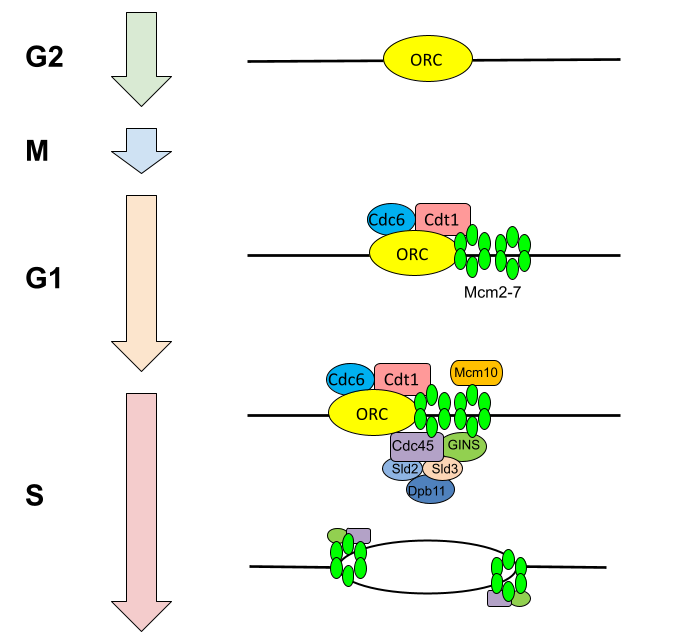 G2
ORC
M
Cdc6 Cdt1
ORC
G1
Mcm2-7
Mcm10
Cdc6 Cdt1
ORC
Cdc45 GINS
Sld2 Sld3
Dpb11
S